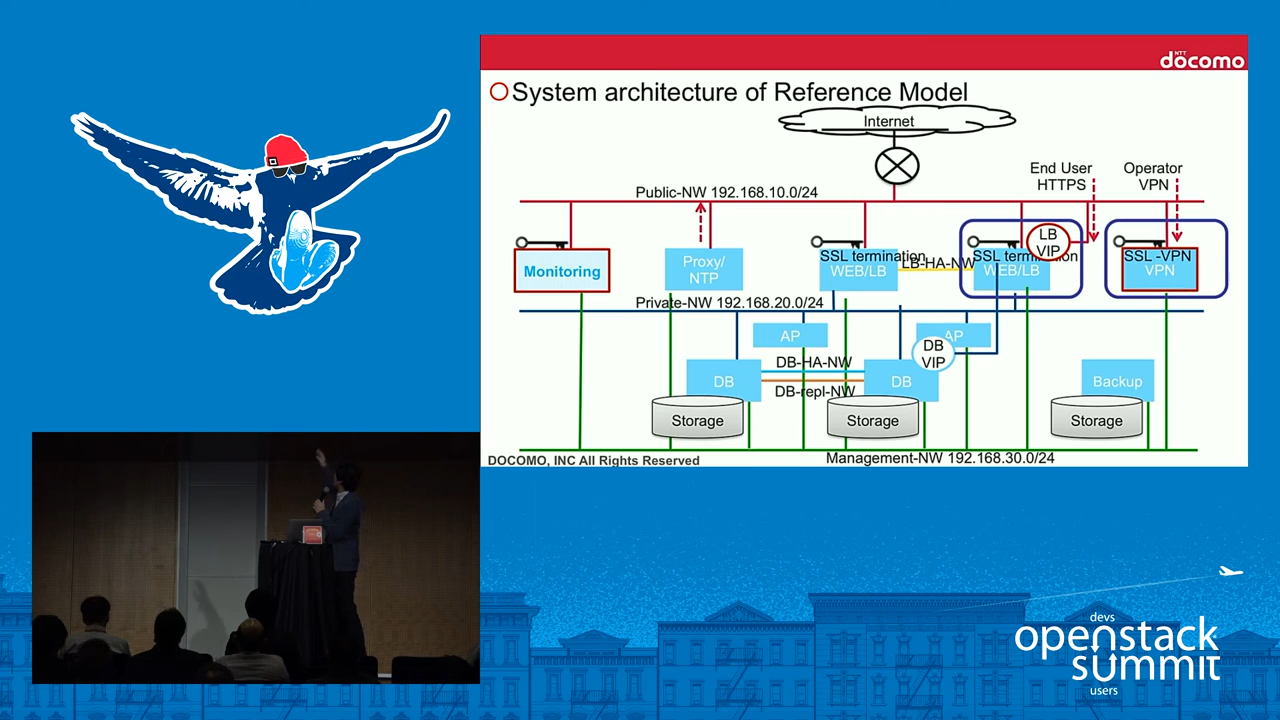 NTT
döcomo
System architecture of Reference Model
Internet
Public-NW 192.168.10.0/24
End User
HTTPS
Operator
VPN
Monitoring
Proxy/
NTP
SSL termination
WEB/LB
LB-HA-NW
SSL termination
WEB/LB
LB
VIP
SSL -VPN
VPN
Private-NW 192.168.20.0/24
AP
AP
DB
VIP
DB
DB-HA-NW
DB-repl-NW
DB
Backup
Storage
Storage
Storage
DOCOMO, INC All Rights Reserved
Management-NW 192.168.30.0/24
devs
openstack
summit
users